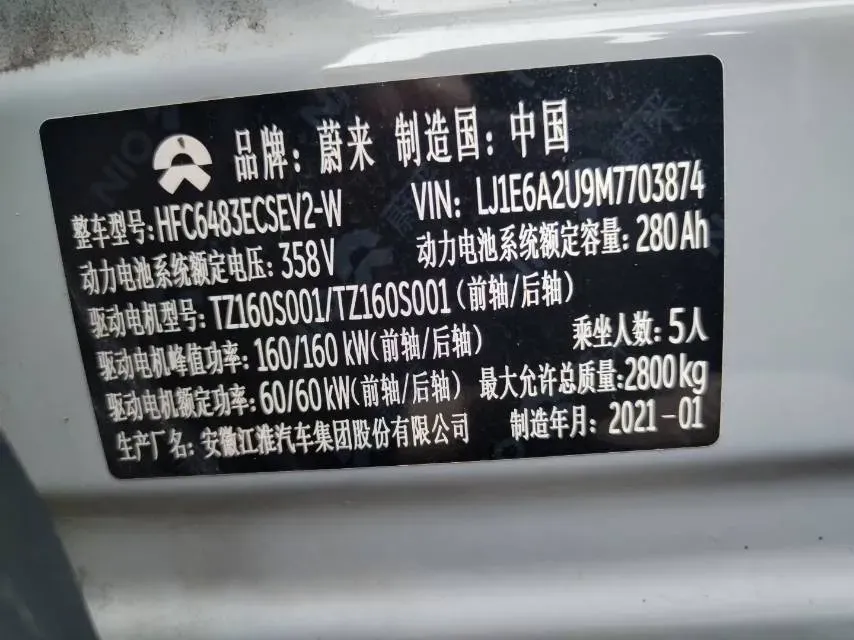 品牌：蔚来 制造国：中国
整车型号：HFC6483ECSEV2-W VIN：LJ1E6A2U9M7703874
动力电池系统额定电压：358V 动力电池系统额定容量：280Ah
驱动电机型号：TZ160S001/TZ160S001（前轴/后轴）
驱动电机峰值功率：160/160 kW（前轴/后轴） 乘坐人数：5人
驱动电机额定功率：60/60kW（前轴/后轴） 最大允许总质量：2800kg
生产厂名：安徽江淮汽车集团股份有限公司 制造年月：2021-01